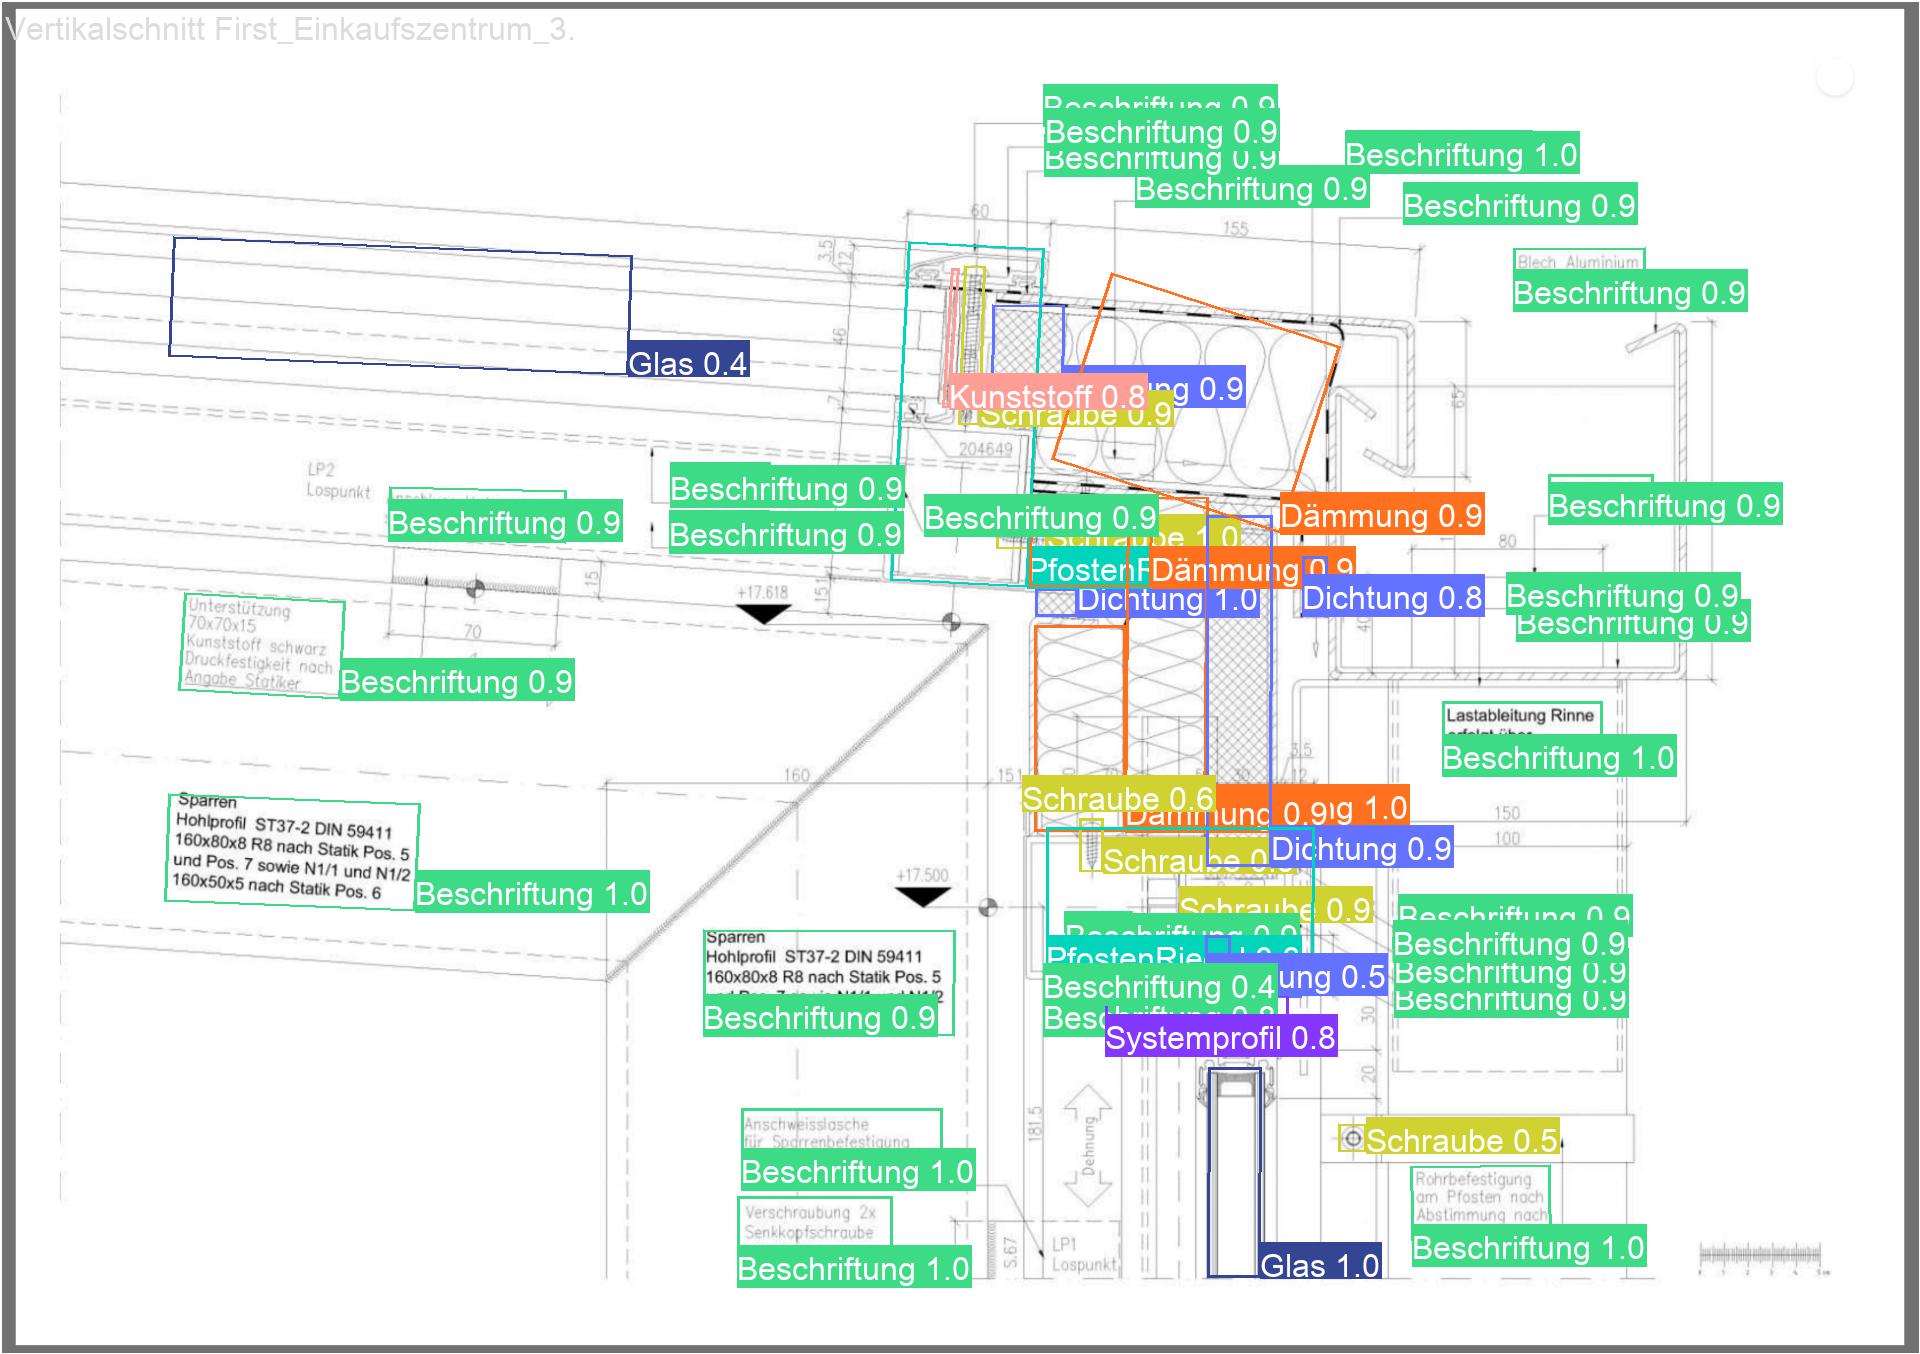 Vertikalschnitt First_Einkaufszentrum_3.
Beschriftung 0.9
Beschriftung 0.9
Beschriftung 0.9
Beschriftung 1.0
Beschriftung 0.9
Beschriftung 0.9
60
155
3.5
12
Blech Aluminium
Beschriftung 0.9
46
Glas 0.4
ng 0.9
Kunststoff 0.8
Schraube 0.9
7
65
204649
LP2
Lospunkt
Beschriftung 0.9
Beschriftung 0.9
Beschriftung 0.9
Beschriftung 0.9
Beschriftung 0.9
Dämmung 0.9
Schraube 1.0
80
PfostenR
Dämmung 0.9
15
15
+17.618
Dichtung 1.0
Dichtung 0.8
Beschriftung 0.9
Beschriftung 0.9
40
Unterstützung
70x70x15
Kunststoff schwarz
Druckfestigkeit nach
Angabe Statiker
70
Beschriftung 0.9
Lastableitung Rinne
Beschriftung 1.0
3.5
160
15
12
Schraube 0.6
Dämmung 0.9
ng 1.0
150
100
Sparren
Hohlprofil ST37-2 DIN 59411
160x80x8 R8 nach Statik Pos. 5
und Pos. 7 sowie N1/1 und N1/2
160x50x5 nach Statik Pos. 6
Beschriftung 1.0
Schraube 0.
Dichtung 0.9
+17.500
Schraube 0.9
Beschriftung 0.9
Beschriftung 0.9
Beschriftung 0.9
Beschriftung 0.9
Beschriftung 0.9
Sparren
Hohlprofil ST37-2 DIN 59411
160x80x8 R8 nach Statik Pos. 5
Beschriftung 0.9
PfostenRie
ung 0.5
Beschriftung 0.4
Systemprofil 0.8
30
20
181.5
Dehnung
Anschweisslasche
für Sparrenbefestigung
Beschriftung 1.0
Schraube 0.5
Verschraubung 2x
Senkkopfschraube
Beschriftung 1.0
S.67
LP1
Lospunkt
Glas 1.0
Rohrbefestigung
am Pfosten nach
Abstimmung nach
Beschriftung 1.0